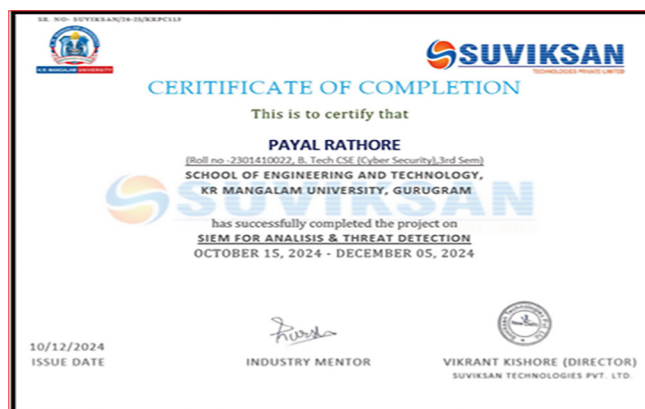 SR. NO- SUVIKSAN/24-25/KRPC113
K.R. MANGALAM UNIVERSITY
SUVIKSAN
TECHNOLOGIES PRIVATE LIMITED
CERITIFICATE OF COMPLETION
This is to certify that
PAYAL RATHORE
(Roll no -2301410022, B. Tech CSE (Cyber Security),3rd Sem)
SCHOOL OF ENGINEERING AND TECHNOLOGY,
KR MANGALAM UNIVERSITY, GURUGRAM
SUVIKSAN
has successfully completed the project on
SIEM FOR ANALISIS & THREAT DETECTION
OCTOBER 15, 2024 - DECEMBER 05, 2024
10/12/2024
ISSUE DATE
INDUSTRY MENTOR
VIKRANT KISHORE (DIRECTOR)
SUVIKSAN TECHNOLOGIES PVT. LTD.